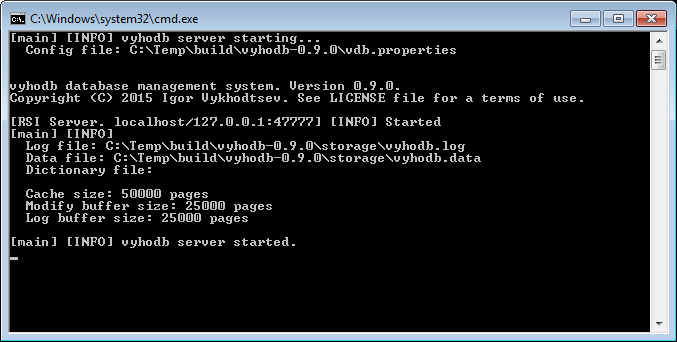 C:\Windows\system32\cmd.exe
[main] [INFO] vyhodb server starting...
Config file: C:\Temp\build\vyhodb-0.9.0\vdb.properties
vyhodb database management system. Version 0.9.0.
Copyright (C) 2015 Igor Vykhodtsev. See LICENSE file for a terms of use.
[RSI Server. localhost/127.0.0.1:47777] [INFO] Started
[main] [INFO]
Log file: C:\Temp\build\vyhodb-0.9.0\storage\vyhodb.log
Data file: C:\Temp\build\vyhodb-0.9.0\storage\vyhodb.data
Dictionary file:
Cache size: 50000 pages
Modify buffer size: 25000 pages
Log buffer size: 25000 pages
[main] [INFO] vyhodb server started.